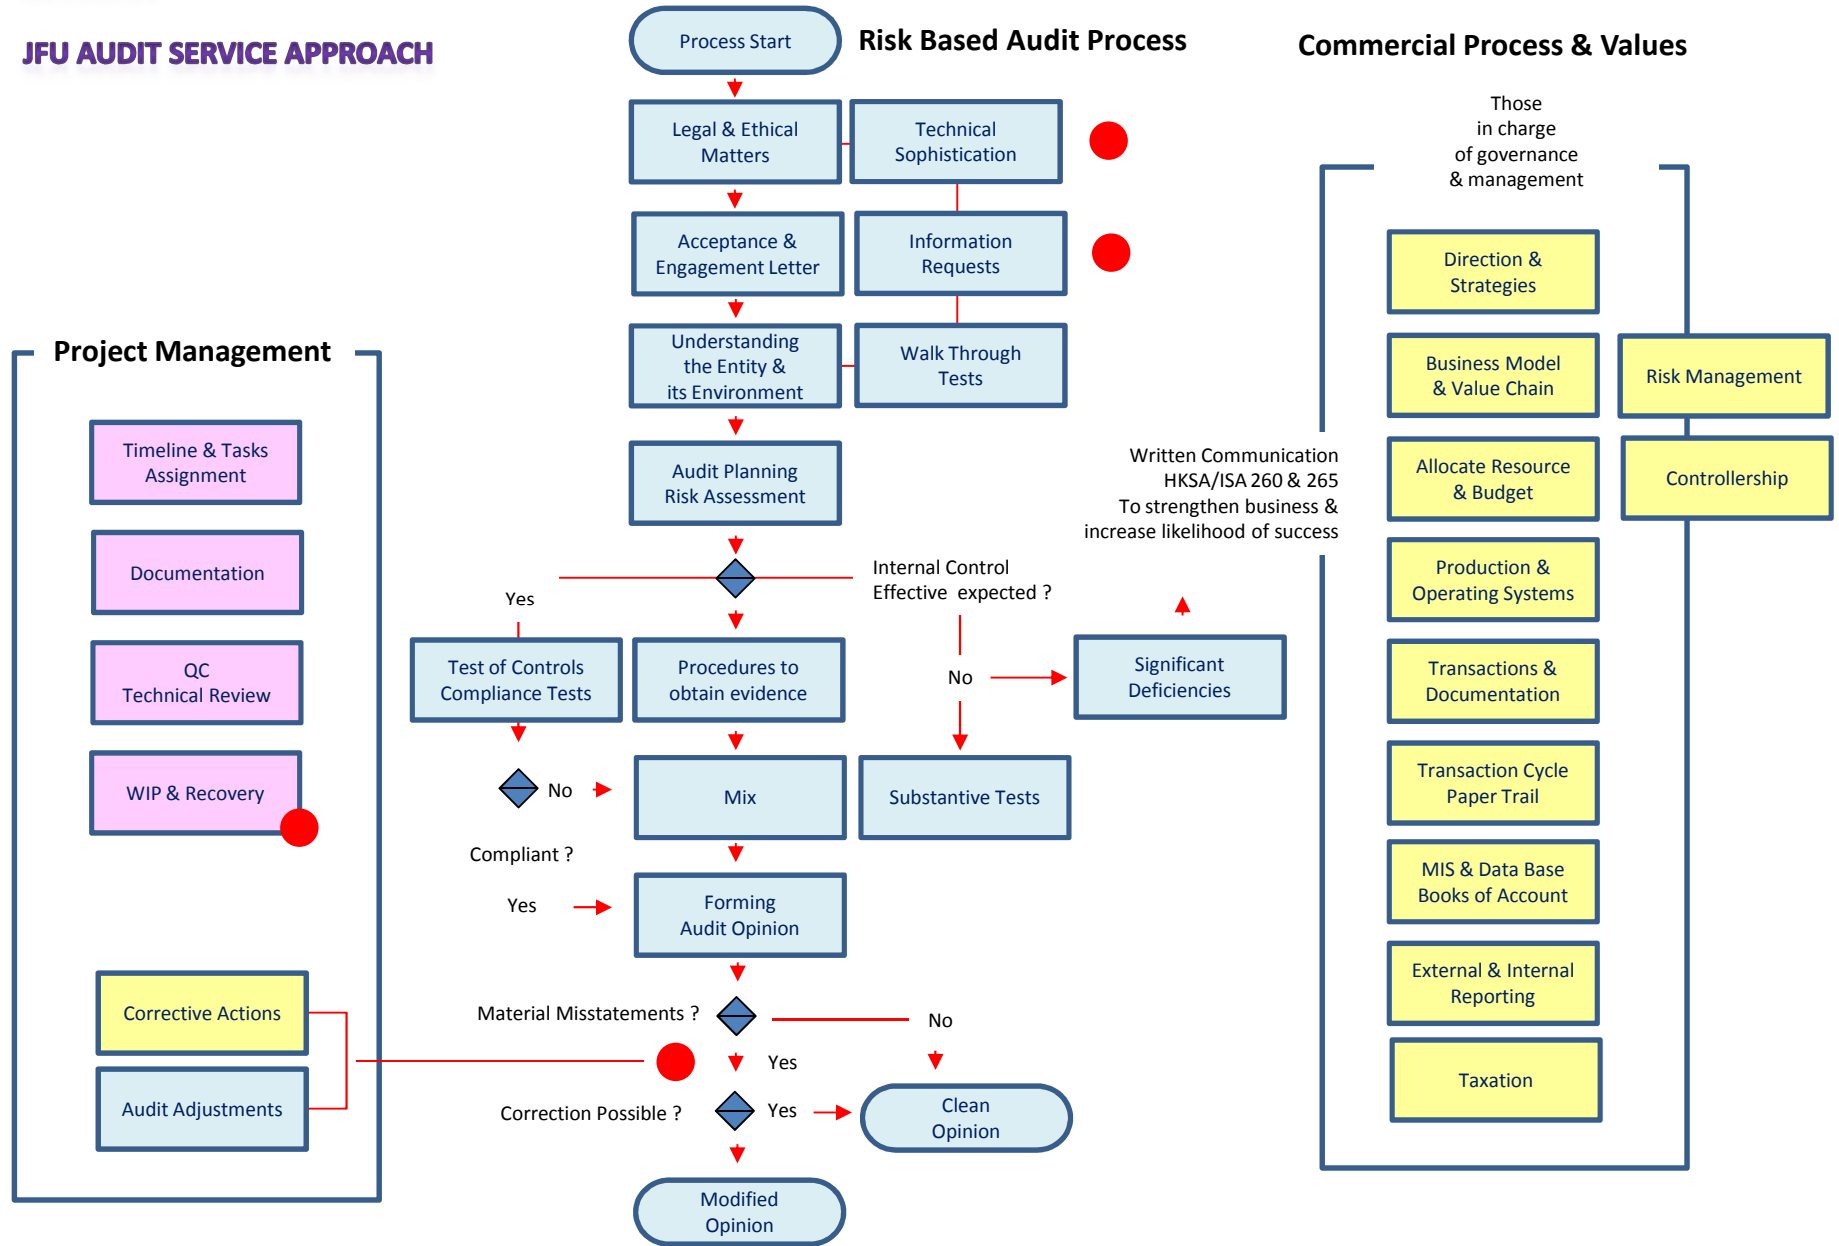 JFU AUDIT SERVICE APPROACH
Process Start
Risk Based Audit Process
Commercial Process & Values
Legal & Ethical
Matters
Technical
Sophistication
Those
in charge
of governance
& management
Acceptance &
Engagement Letter
Information
Requests
Direction &
Strategies
Project Management
Understanding
the Entity &
its Environment
Walk Through
Tests
Business Model
& Value Chain
Risk Management
Timeline & Tasks
Assignment
Audit Planning
Risk Assessment
Written Communication
HKSA/ISA 260 & 265
To strengthen business &
increase likelihood of success
Allocate Resource
& Budget
Controllership
Documentation
Internal Control
Effective expected ?
Yes
Production &
Operating Systems
QC
Technical Review
Test of Controls
Compliance Tests
Procedures to
obtain evidence
No
Significant
Deficiencies
Transactions &
Documentation
WIP & Recovery
No
Mix
Substantive Tests
Transaction Cycle
Paper Trail
Compliant ?
Yes
Forming
Audit Opinion
MIS & Data Base
Books of Account
External & Internal
Reporting
Corrective Actions
Material Misstatements ?
No
Yes
Taxation
Audit Adjustments
Correction Possible ?
Yes
Clean
Opinion
Modified
Opinion